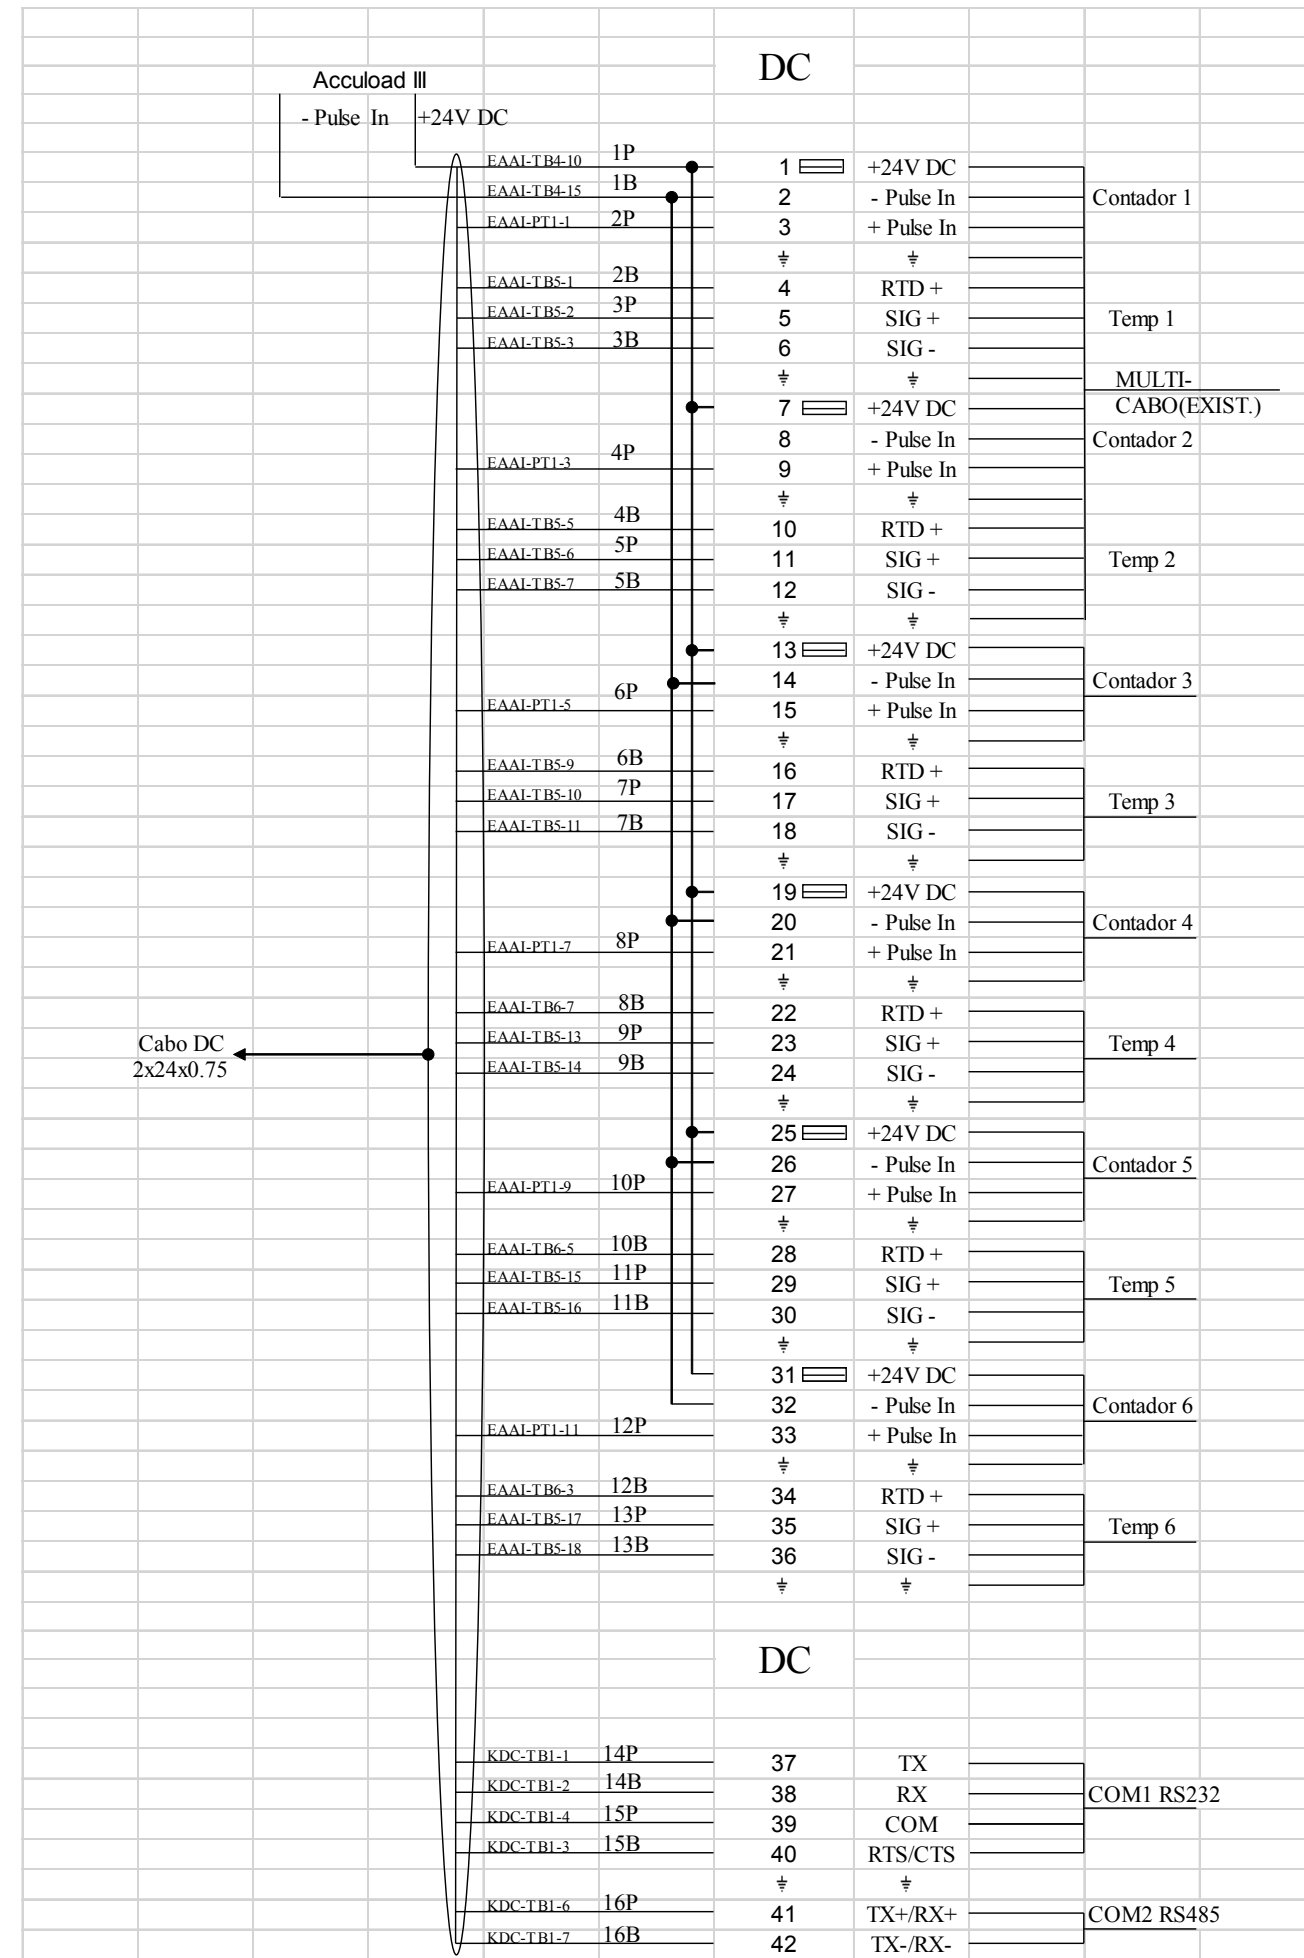 DC
Accuload III
- Pulse In +24V DC
EAAI-TB4-10 1P 1 +24V DC
EAAI-TB4-15 1B 2 - Pulse In Contador 1
EAAI-PT1-1 2P 3 + Pulse In
EAAI-TB5-1 2B 4 RTD +
EAAI-TB5-2 3P 5 SIG + Temp 1
EAAI-TB5-3 3B 6 SIG -
MULTI-
7 +24V DC CABO(EXIST.)
8 - Pulse In Contador 2
EAAI-PT1-3 4P 9 + Pulse In
EAAI-TB5-5 4B 10 RTD +
EAAI-TB5-6 5P 11 SIG + Temp 2
EAAI-TB5-7 5B 12 SIG -
13 +24V DC
14 - Pulse In Contador 3
EAAI-PT1-5 6P 15 + Pulse In
EAAI-TB5-9 6B 16 RTD +
EAAI-TB5-10 7P 17 SIG + Temp 3
EAAI-TB5-11 7B 18 SIG -
19 +24V DC
20 - Pulse In Contador 4
EAAI-PT1-7 8P 21 + Pulse In
EAAI-TB6-7 8B 22 RTD +
Cabo DC EAAI-TB5-13 9P 23 SIG + Temp 4
2x24x0.75 EAAI-TB5-14 9B 24 SIG -
25 +24V DC
26 - Pulse In Contador 5
EAAI-PT1-9 10P 27 + Pulse In
EAAI-TB6-5 10B 28 RTD +
EAAI-TB5-15 11P 29 SIG + Temp 5
EAAI-TB5-16 11B 30 SIG -
31 +24V DC
32 - Pulse In Contador 6
EAAI-PT1-11 12P 33 + Pulse In
EAAI-TB6-3 12B 34 RTD +
EAAI-TB5-17 13P 35 SIG + Temp 6
EAAI-TB5-18 13B 36 SIG -
DC
KDC-TB1-1 14P 37 TX
KDC-TB1-2 14B 38 RX COM1 RS232
KDC-TB1-4 15P 39 COM
KDC-TB1-3 15B 40 RTS/CTS
KDC-TB1-6 16P 41 TX+/RX+ COM2 RS485
KDC-TB1-7 16B 42 TX-/RX-